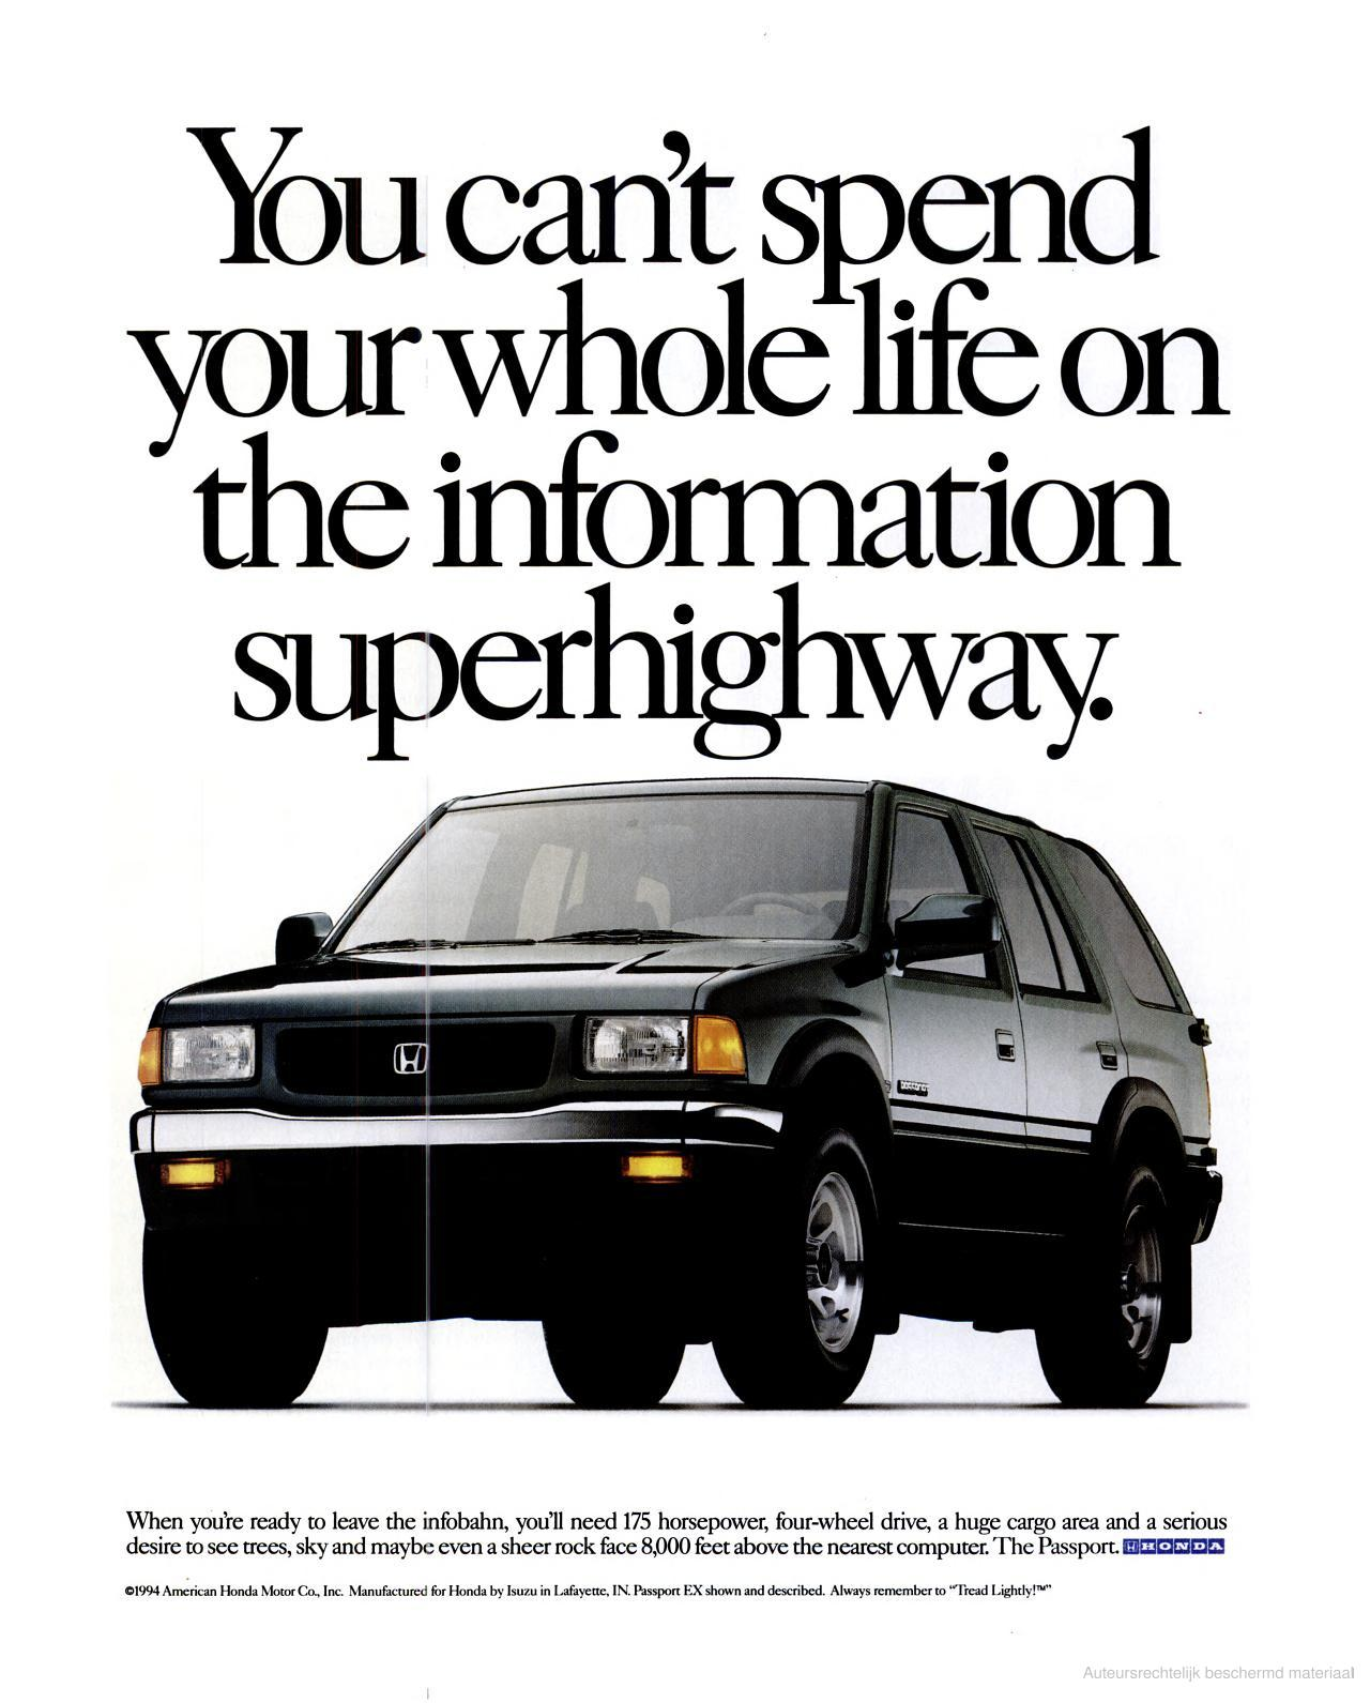 You can't spend
your whole life on
the information
superhighway.
When you're ready to leave the infobahn, you'll need 175 horsepower, four-wheel drive, a huge cargo area and a serious
desire to see trees, sky and maybe even a sheer rock face 8,000 feet above the nearest computer. The Passport. HONDA
©1994 American Honda Motor Co., Inc. Manufactured for Honda by Isuzu in Lafayette, IN. Passport EX shown and described. Always remember to "Tread Lightly!™"
Auteursrechtelijk beschermd materiaal